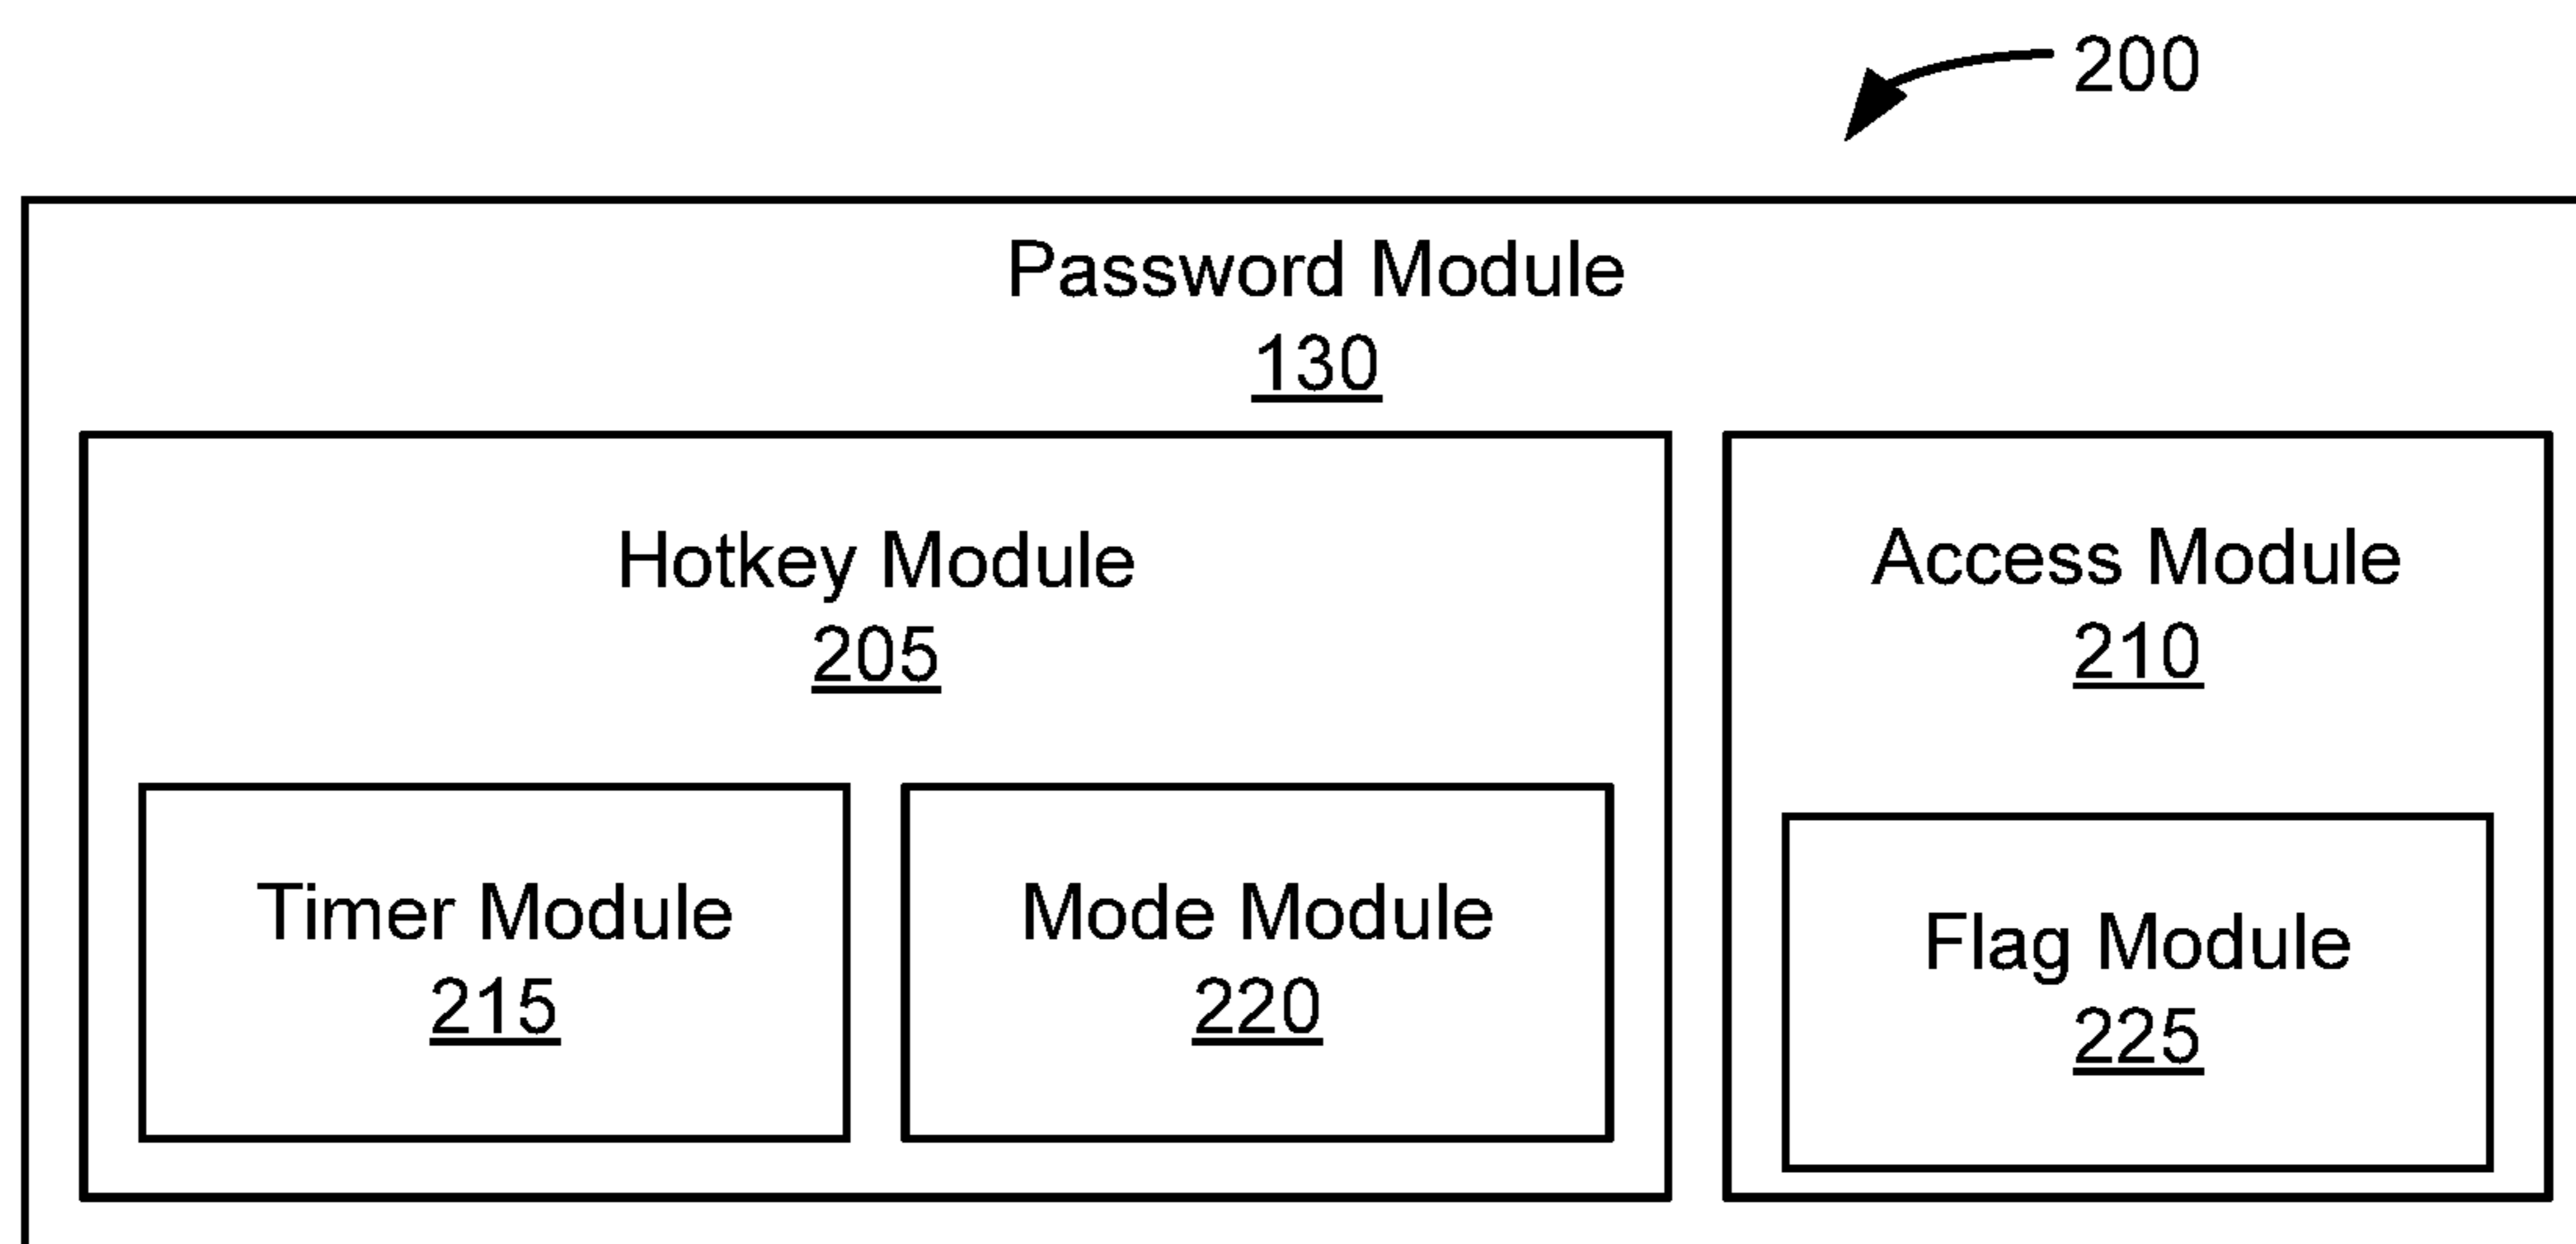 200
Password Module
130
Hotkey Module
205
Access Module
210
Timer Module
215
Mode Module
220
Flag Module
225